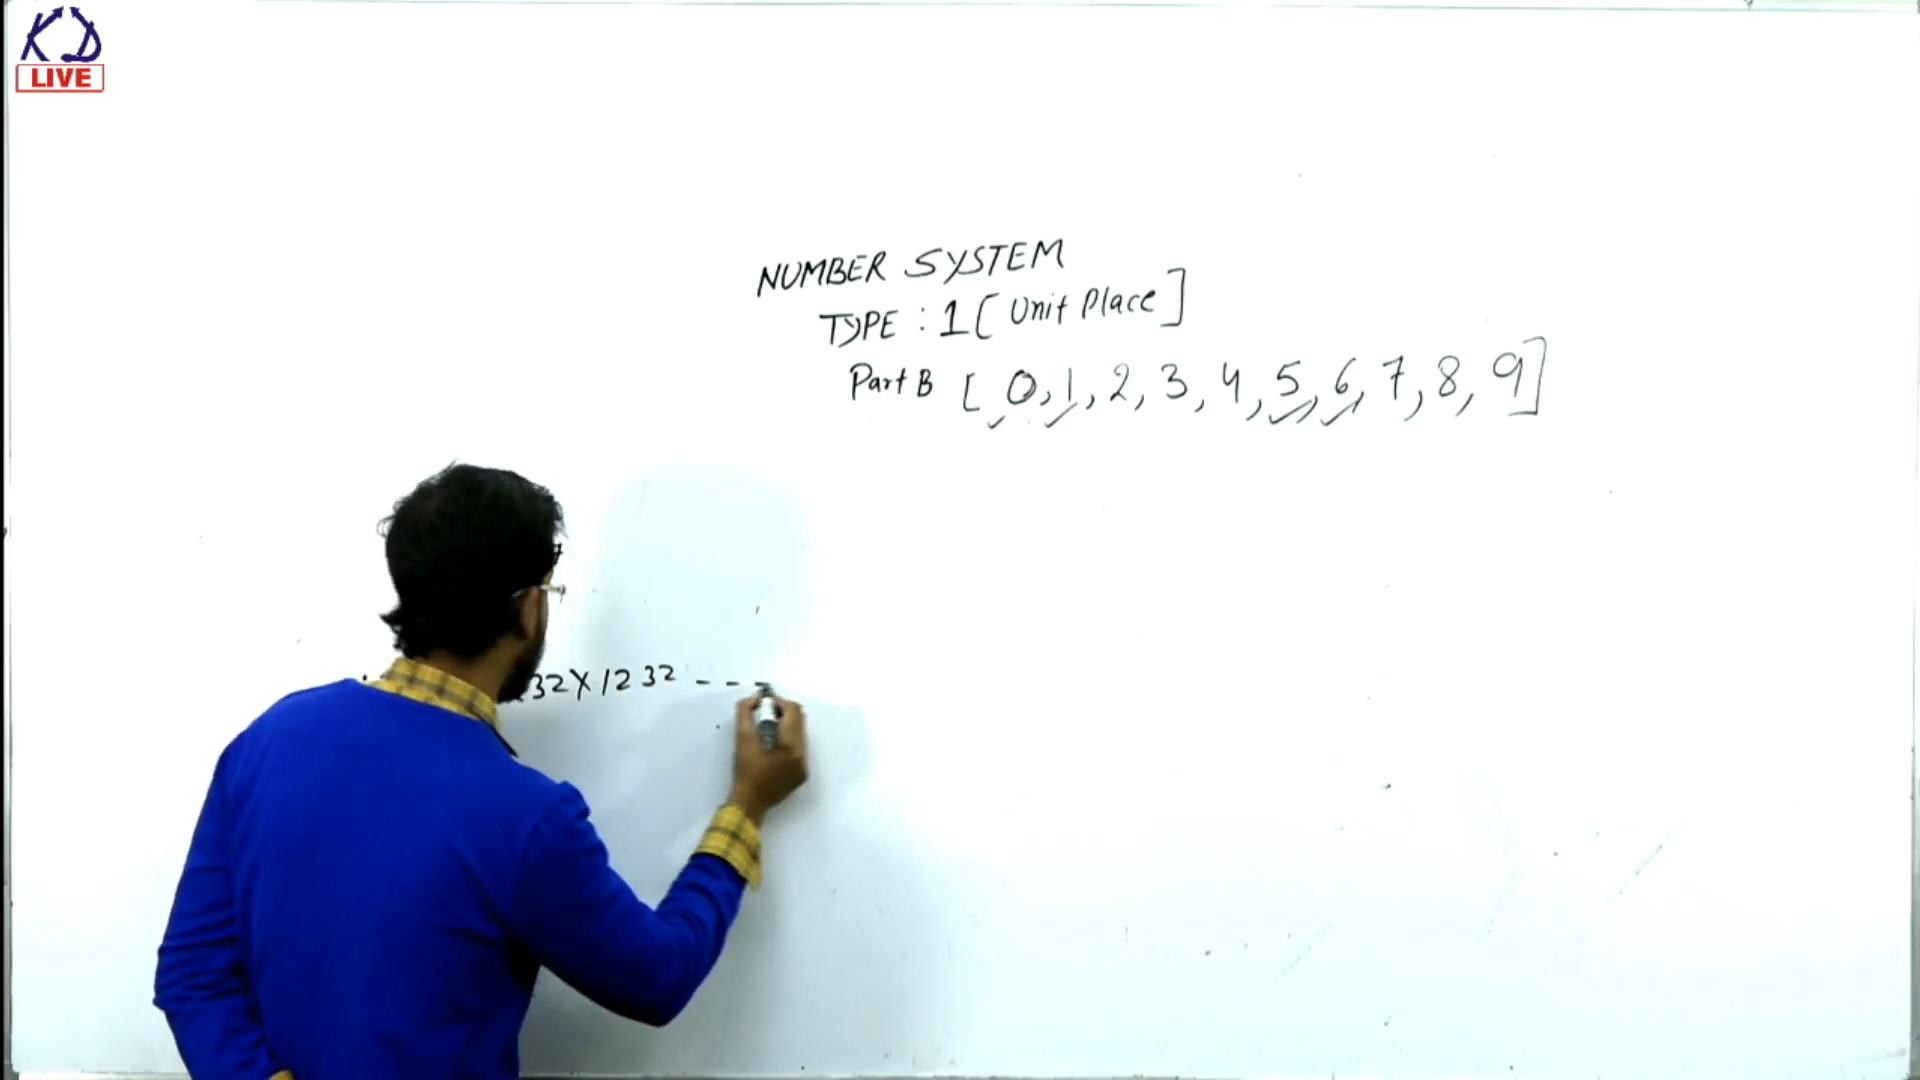 KD
LIVE
NUMBER SYSTEM
TYPE : 1 [ Unit Place ]
Part B [ 0, 1, 2, 3, 4, 5, 6, 7, 8, 9 ]
32 X 1232 - - -